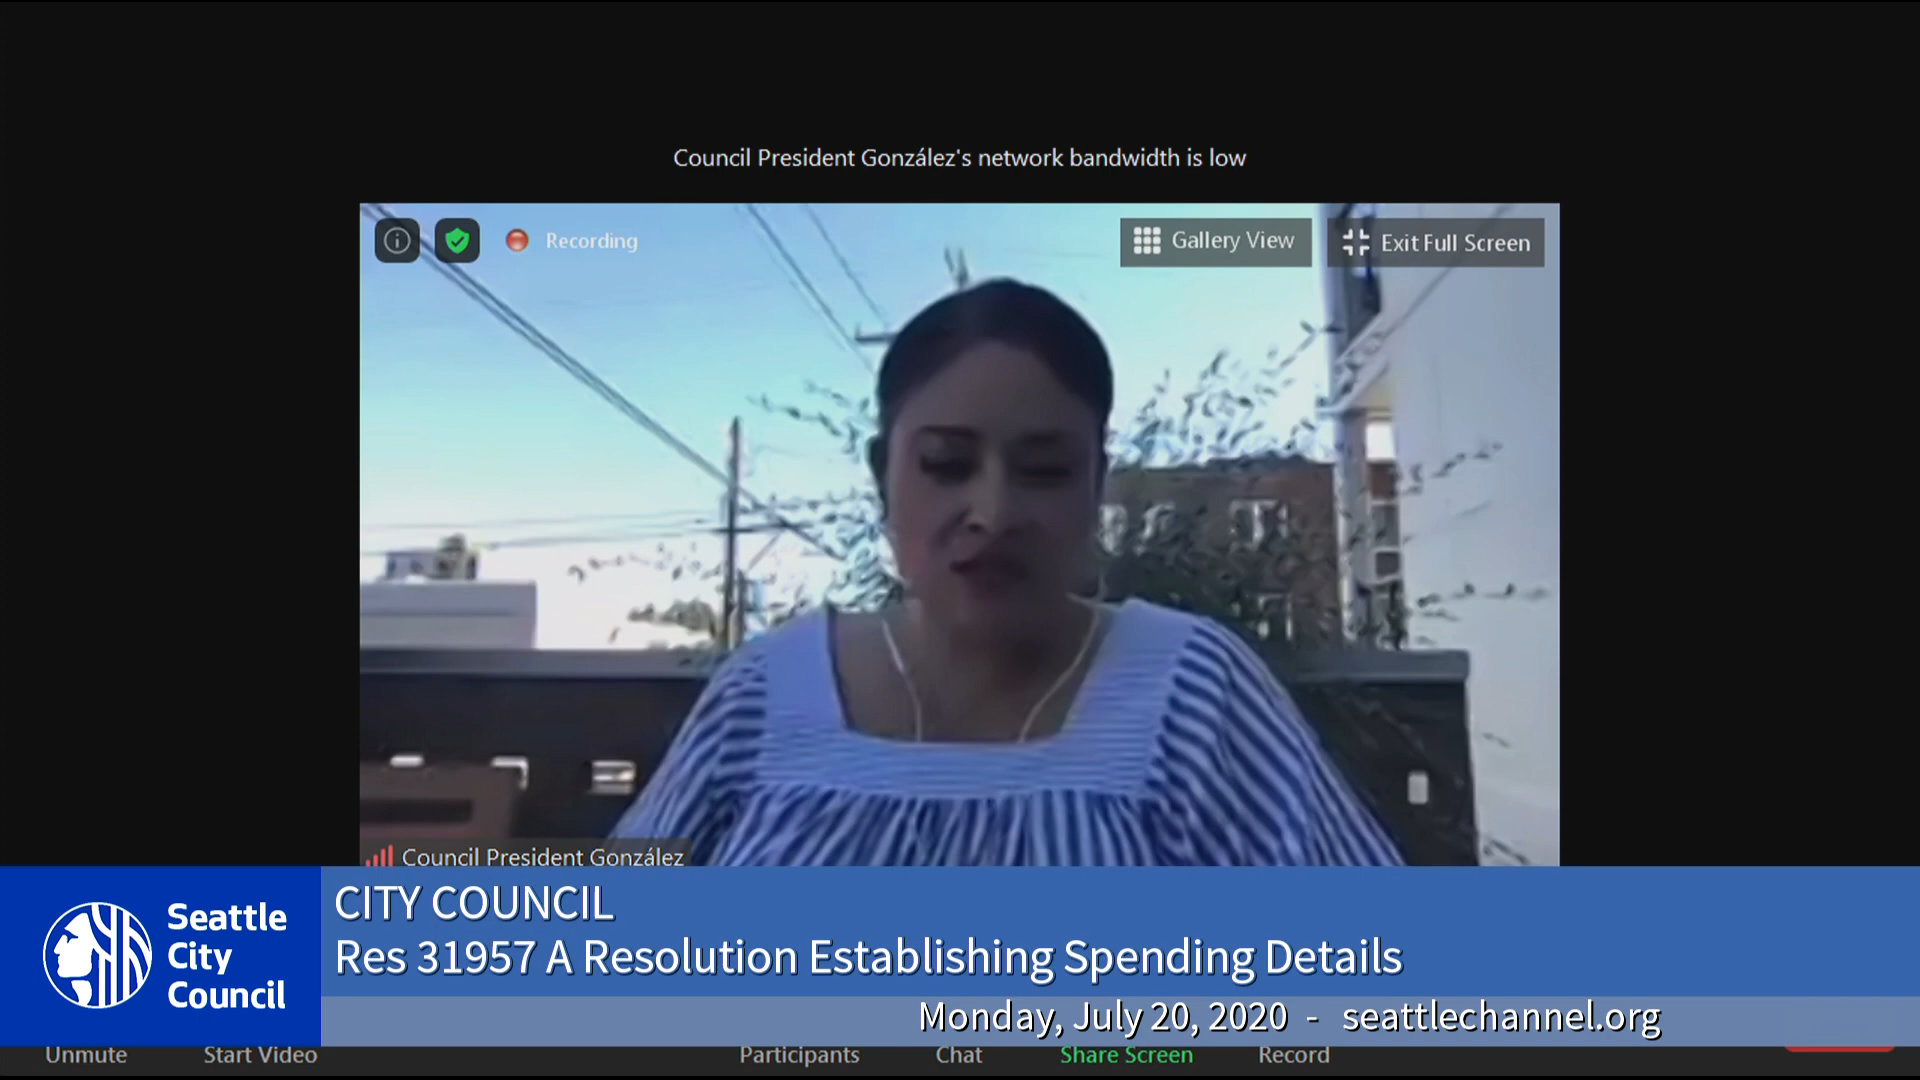 Council President González's network bandwidth is low
Recording
Gallery View
Exit Full Screen
Council President González
Seattle
City
Council
CITY COUNCIL
Res 31957 A Resolution Establishing Spending Details
Monday, July 20, 2020 - seattlechannel.org
Unmute
Start Video
Participants
Chat
Share Screen
Record